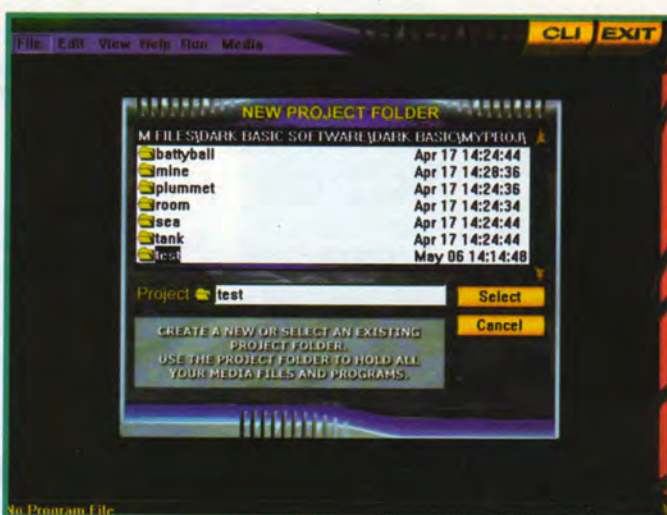 File Edit View Help Run Media
CLI EXIT
NEW PROJECT FOLDER
M FILES\DARK BASIC SOFTWARE\DARK BASIC\MYPROJ\
battyball Apr 17 14:24:44
mine Apr 17 14:28:36
plummet Apr 17 14:24:36
room Apr 17 14:24:34
sea Apr 17 14:24:44
tank Apr 17 14:24:44
test May 06 14:14:48
Project test Select
Cancel
CREATE A NEW OR SELECT AN EXISTING
PROJECT FOLDER.
USE THE PROJECT FOLDER TO HOLD ALL
YOUR MEDIA FILES AND PROGRAMS.
No Program File